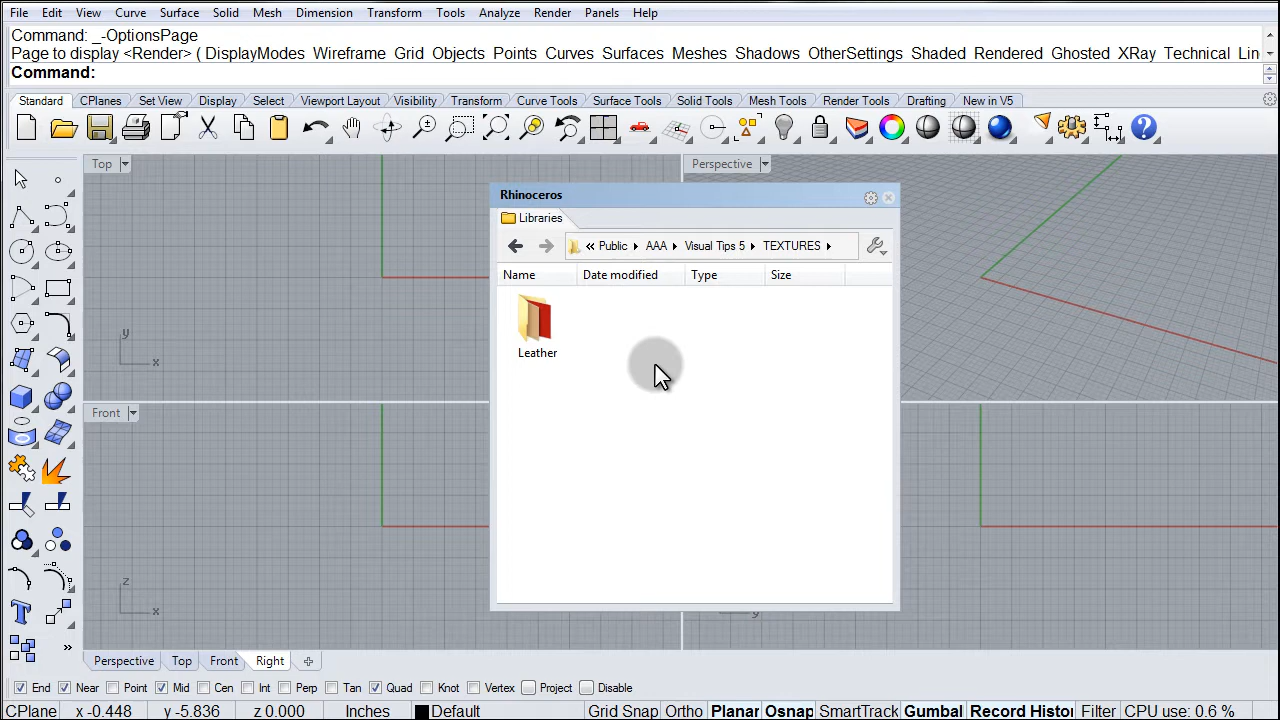 File Edit View Curve Surface Solid Mesh Dimension Transform Tools Analyze Render Panels Help
Command: _-OptionsPage
Page to display <Render> ( DisplayModes Wireframe Grid Objects Points Curves Surfaces Meshes Shadows OtherSettings Shaded Rendered Ghosted XRay Technical Lin
Command:
Standard CPlanes Set View Display Select Viewport Layout Visibility Transform Curve Tools Surface Tools Solid Tools Mesh Tools Render Tools Drafting New in V5
Top
Perspective
Rhinoceros
Libraries
« Public AAA Visual Tips 5 TEXTURES
Name Date modified Type Size
Leather
y
x
Front
z
x
y
Perspective Top Front Right
End Near Point Mid Cen Int Perp Tan Quad Knot Vertex Project Disable
CPlane x -0.448 y -5.836 z 0.000 Inches Default Grid Snap Ortho Planar Osnap SmartTrack Gumbal Record Histo Filter CPU use: 0.6 %